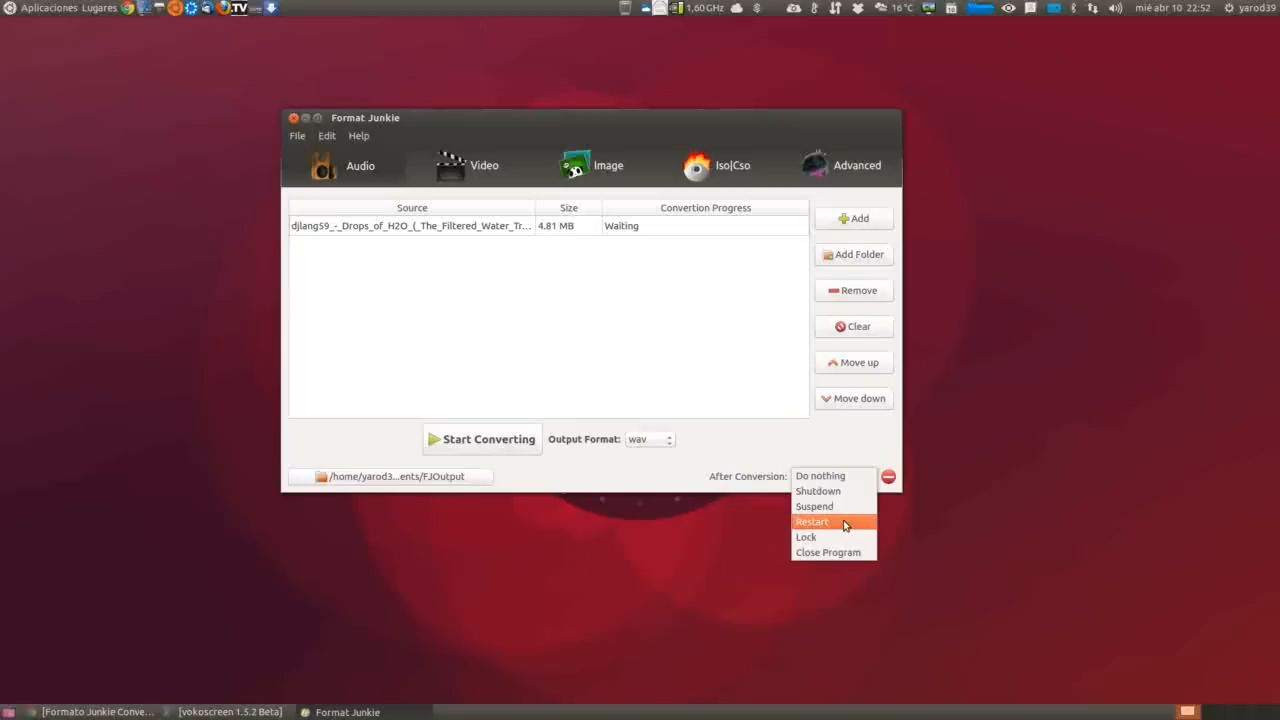 Aplicaciones Lugares TV 1,60 GHz 16°C mié abr 10 22:52 yarod39
Format Junkie
File Edit Help
Audio Video Image Iso|Cso Advanced
Source Size Convertion Progress
djlang59_-_Drops_of_H2O_(_The_Filtered_Water_Tr... 4.81 MB Waiting
Add
Add Folder
Remove
Clear
Move up
Move down
Start Converting Output Format: wav
/home/yarod3...ents/FJOutput After Conversion: Do nothing
Shutdown
Suspend
Restart
Lock
Close Program
[Formato Junkie Conve... [vokoscreen 1.5.2 Beta] Format Junkie